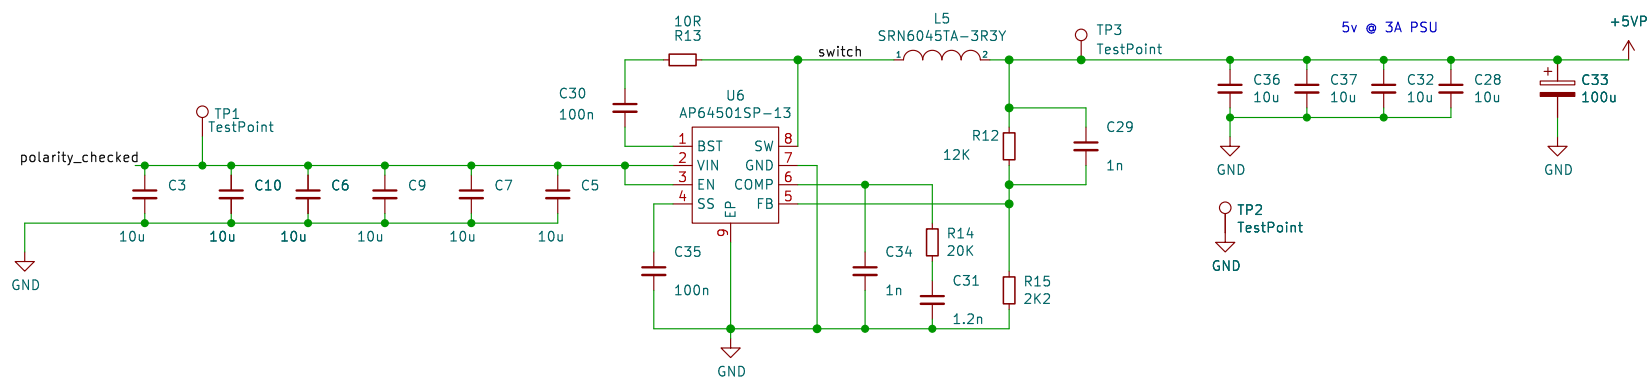 10R
R13
L5
SRN6045TA-3R3Y
switch
1
2
TP3
TestPoint
5v @ 3A PSU
+5VP
C30
100n
U6
AP64501SP-13
C36
10u
C37
10u
C32
10u
C28
10u
+
C33
100u
TP1
TestPoint
polarity_checked
1
BST
SW
8
2
VIN
GND
7
3
EN
COMP
6
4
SS
FB
5
EP
9
R12
12K
C29
1n
GND
GND
C3
C10
C6
C9
C7
C5
10u
10u
10u
10u
10u
10u
TP2
TestPoint
GND
C35
100n
C34
1n
R14
20K
C31
1.2n
R15
2K2
GND
GND